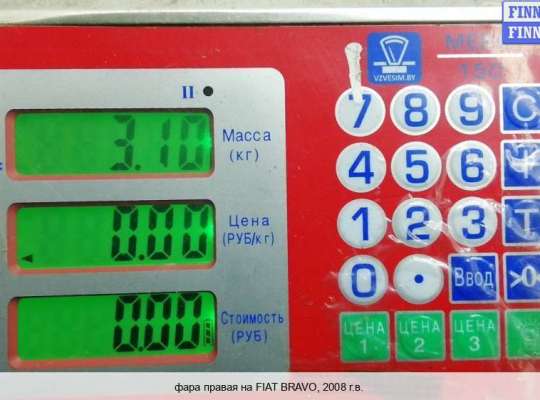 FINN
FINN
VZVESIM.BY
II
3.10
Масса
(кг)
0.00
Цена
(РУБ/кг)
0.00
Стоимость
(РУБ)
7 8 9 C
4 5 6
1 2 3 T
0 . Ввод >0
ЦЕНА 1
ЦЕНА 2
ЦЕНА 3
фара правая на FIAT BRAVO, 2008 г.в.